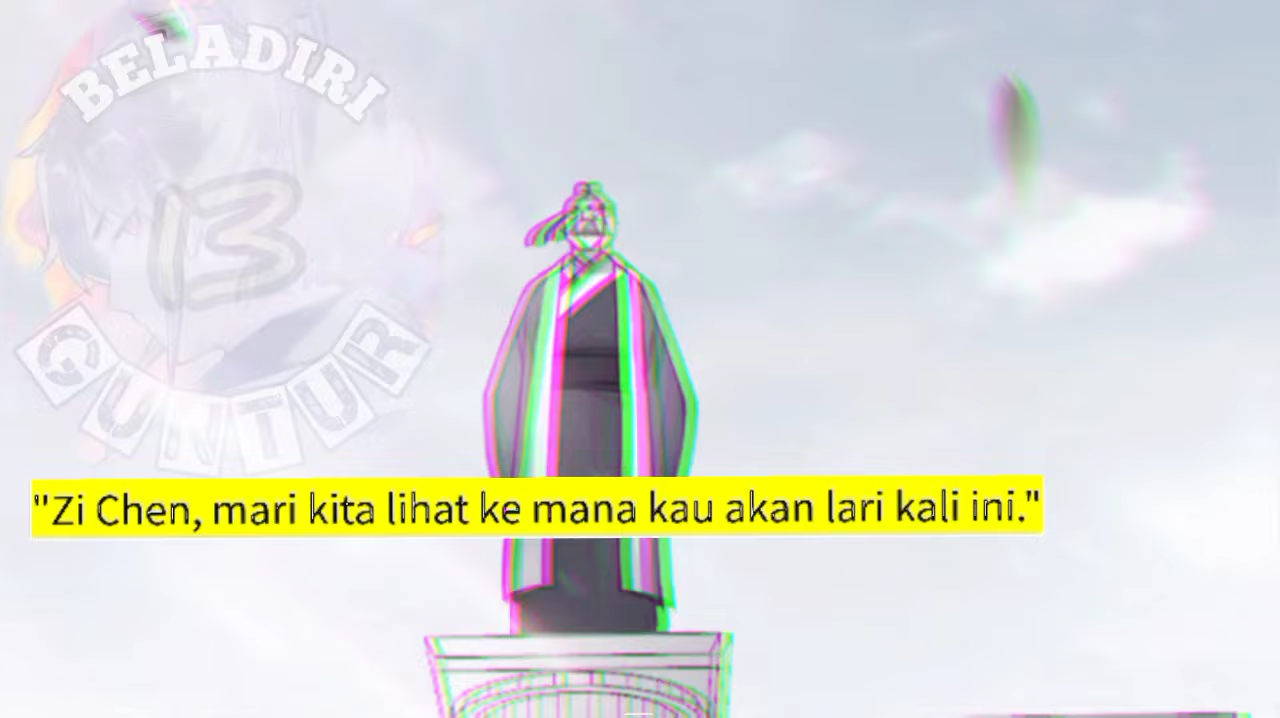 BELADIRI
13
GUNTUR
"Zi Chen, mari kita lihat ke mana kau akan lari kali ini."